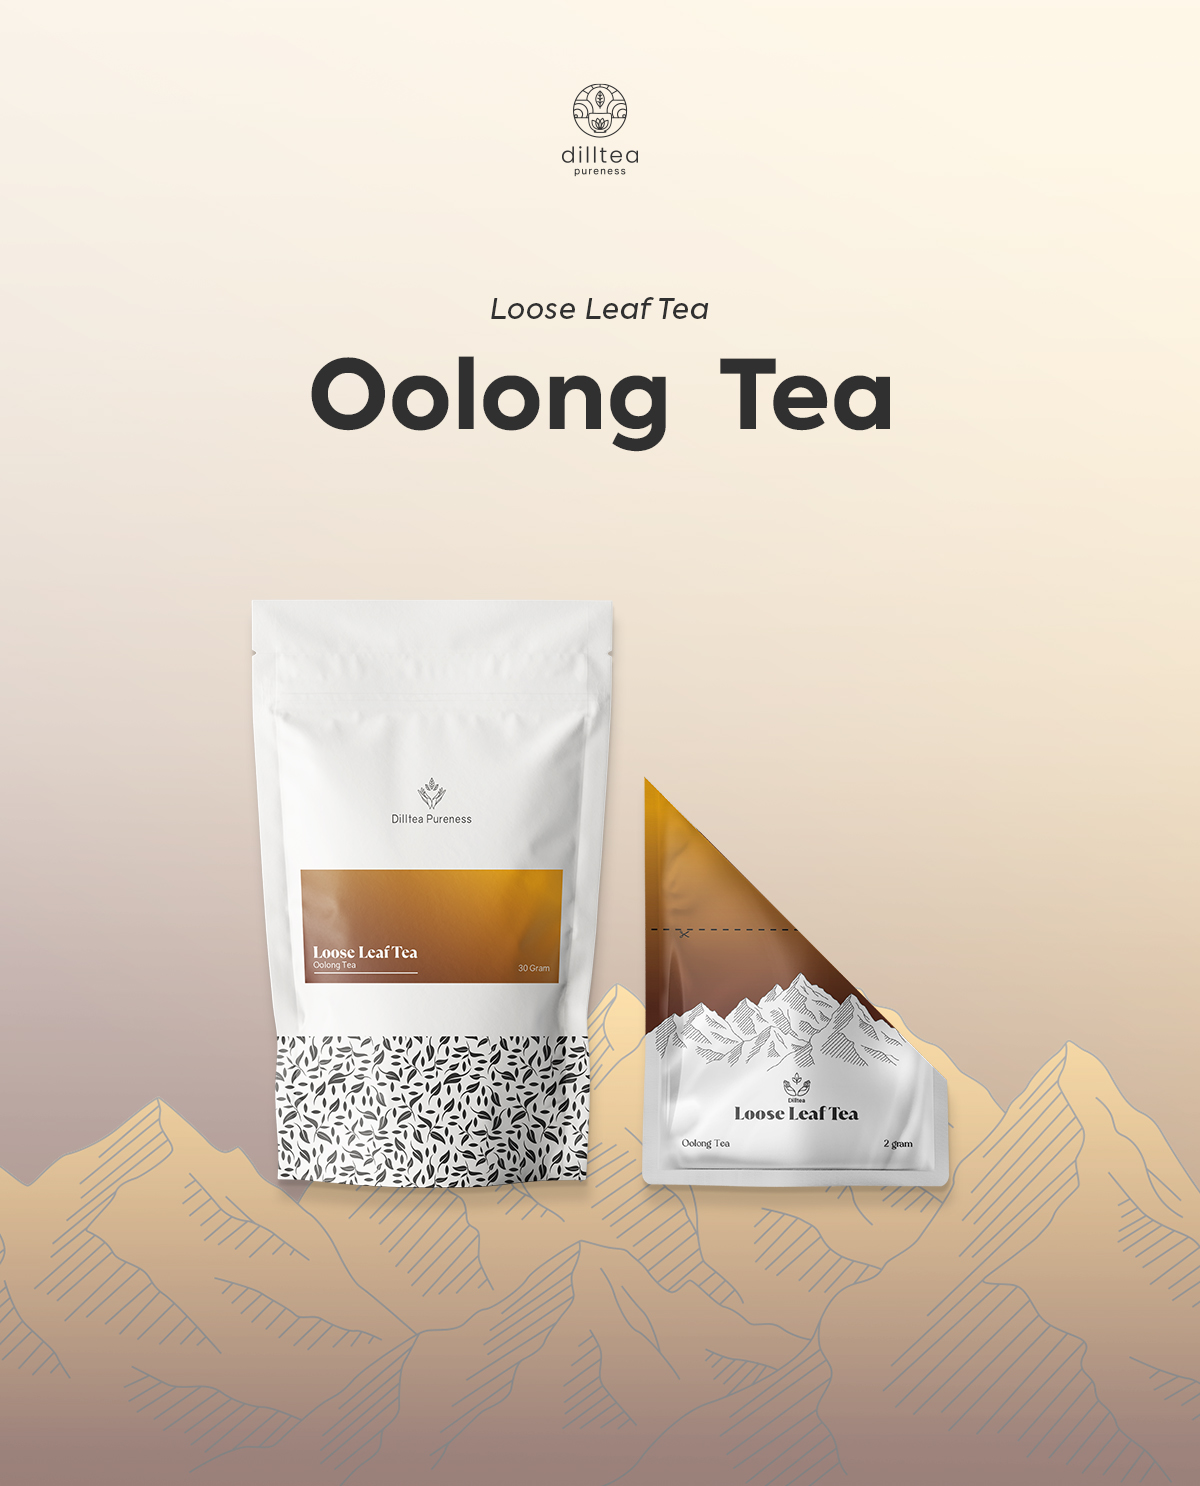 dilltea
pureness
Loose Leaf Tea
Oolong Tea
Dilltea Pureness
Loose Leaf Tea
Oolong Tea
30 Gram
Dilltea
Loose Leaf Tea
Oolong Tea
2 gram